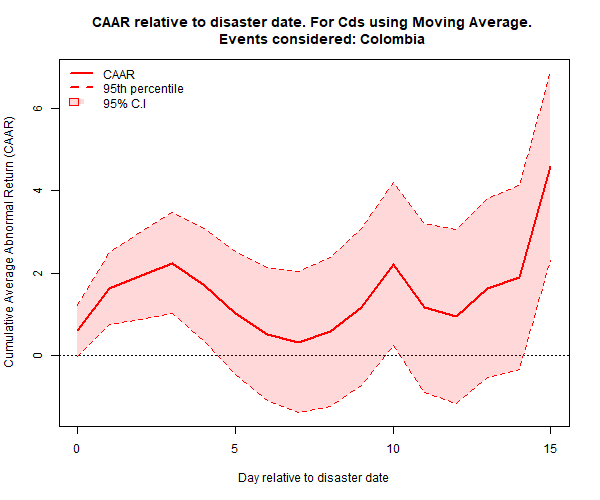 CAAR relative to disaster date. For Cds using Moving Average.
Events considered: Colombia
CAAR
95th percentile
95% C.I
Cumulative Average Abnormal Return (CAAR)
6
4
2
0
0 5 10 15
Day relative to disaster date